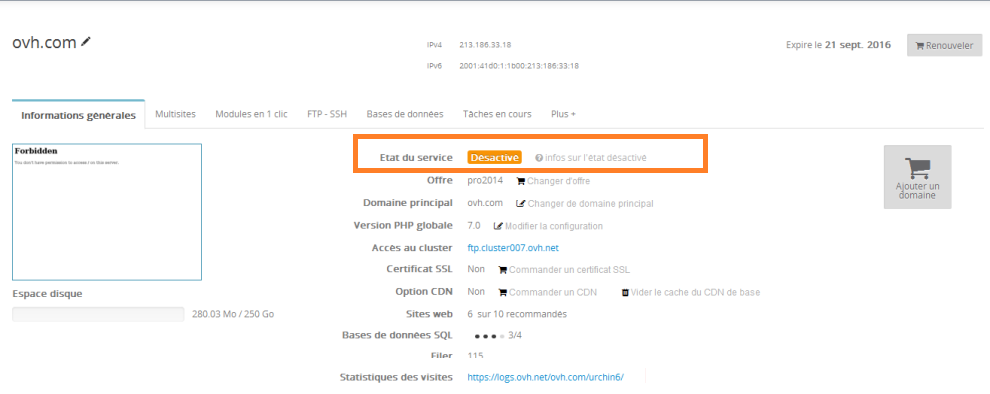 ovh.com
IPv4 213.186.33.18
IPv6 2001:41d0:1:1b00:213:186:33:18
Expire le 21 sept. 2016
Renouveler
Informations générales Multisites Modules en 1 clic FTP - SSH Bases de données Tâches en cours Plus +
Forbidden
You don't have permission to access / on this server.
Espace disque
280.03 Mo / 250 Go
Etat du service Désactivé infos sur l'état désactivé
Offre pro2014 Changer d'offre
Domaine principal ovh.com Changer de domaine principal
Version PHP globale 7.0 Modifier la configuration
Accès au cluster ftp.cluster007.ovh.net
Certificat SSL Non Commander un certificat SSL
Option CDN Non Commander un CDN Vider le cache du CDN de base
Sites web 6 sur 10 recommandés
Bases de données SQL 3/4
Filer 115
Statistiques des visites https://logs.ovh.net/ovh.com/urchin6/
Ajouter un
domaine